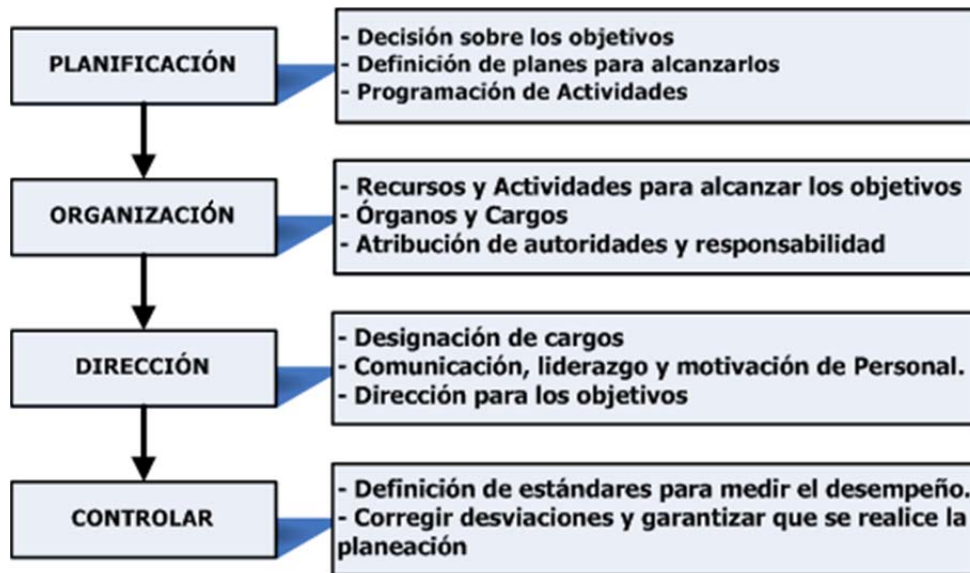 PLANIFICACIÓN
- Decisión sobre los objetivos
- Definición de planes para alcanzarlos
- Programación de Actividades
ORGANIZACIÓN
- Recursos y Actividades para alcanzar los objetivos
- Órganos y Cargos
- Atribución de autoridades y responsabilidad
DIRECCIÓN
- Designación de cargos
- Comunicación, liderazgo y motivación de Personal.
- Dirección para los objetivos
CONTROLAR
- Definición de estándares para medir el desempeño.
- Corregir desviaciones y garantizar que se realice la
planeación